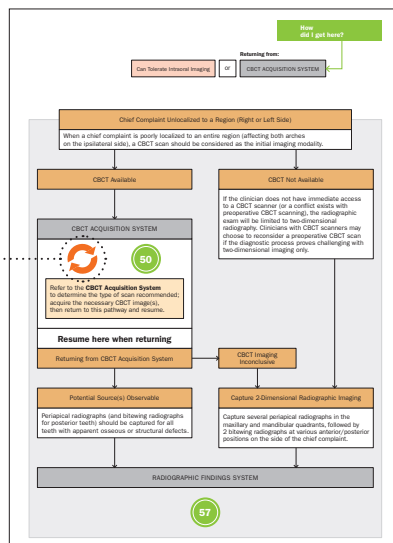 How
did I get here?
Returning from:
Can Tolerate Intraoral Imaging
or
CBCT ACQUISITION SYSTEM
Chief Complaint Unlocalized to a Region (Right or Left Side)
When a chief complaint is poorly localized to an entire region (affecting both arches
on the ipsilateral side), a CBCT scan should be considered as the initial imaging modality.
CBCT Available
CBCT Not Available
If the clinician does not have immediate access
to a CBCT scanner (or a conflict exists with
preoperative CBCT scanning), the radiographic
exam will be limited to two-dimensional
radiography. Clinicians with CBCT scanners may
choose to reconsider a preoperative CBCT scan
if the diagnostic process proves challenging with
two-dimensional imaging only.
CBCT ACQUISITION SYSTEM
50
Refer to the CBCT Acquisition System
to determine the type of scan recommended;
acquire the necessary CBCT image(s),
then return to this pathway and resume.
Resume here when returning
Returning from CBCT Acquisition System
CBCT Imaging
Inconclusive
Potential Source(s) Observable
Periapical radiographs (and bitewing radiographs
for posterior teeth) should be captured for all
teeth with apparent osseous or structural defects.
Capture 2-Dimensional Radiographic Imaging
Capture several periapical radiographs in the
maxillary and mandibular quadrants, followed by
2 bitewing radiographs at various anterior/posterior
positions on the side of the chief complaint.
RADIOGRAPHIC FINDINGS SYSTEM
57